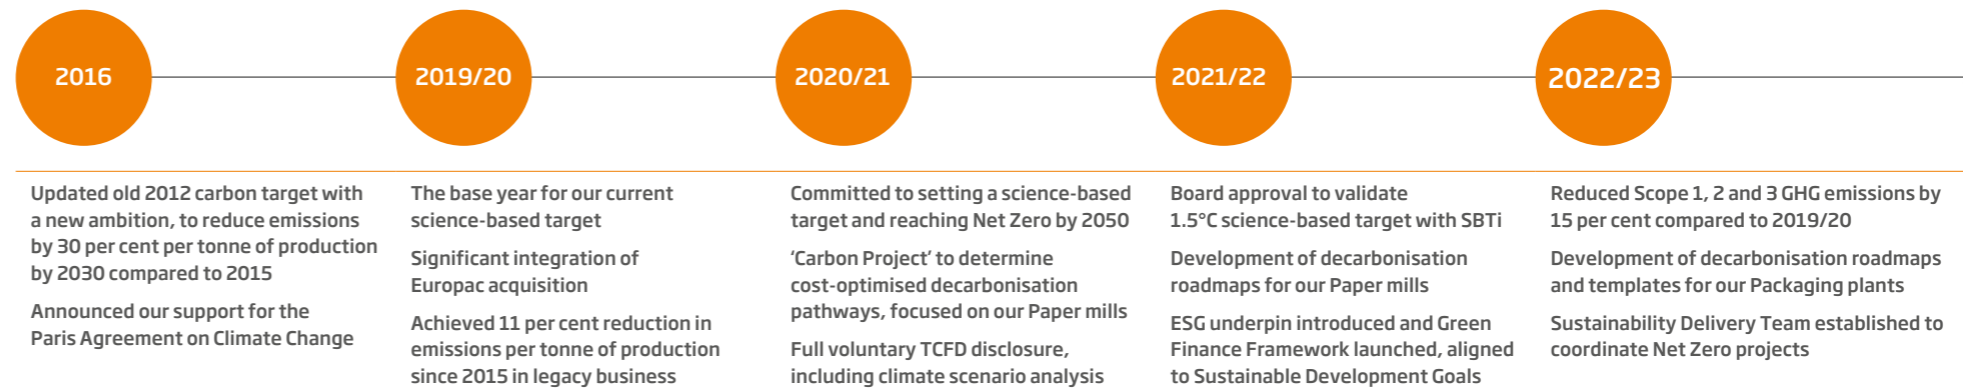 2016
2019/20
2020/21
2021/22
2022/23
Updated old 2012 carbon target with
a new ambition, to reduce emissions
by 30 per cent per tonne of production
by 2030 compared to 2015
Announced our support for the
Paris Agreement on Climate Change
The base year for our current
science-based target
Significant integration of
Europac acquisition
Achieved 11 per cent reduction in
emissions per tonne of production
since 2015 in legacy business
Committed to setting a science-based
target and reaching Net Zero by 2050
‘Carbon Project’ to determine
cost-optimised decarbonisation
pathways, focused on our Paper mills
Full voluntary TCFD disclosure,
including climate scenario analysis
Board approval to validate
1.5°C science-based target with SBTi
Development of decarbonisation
roadmaps for our Paper mills
ESG underpin introduced and Green
Finance Framework launched, aligned
to Sustainable Development Goals
Reduced Scope 1, 2 and 3 GHG emissions by
15 per cent compared to 2019/20
Development of decarbonisation roadmaps
and templates for our Packaging plants
Sustainability Delivery Team established to
coordinate Net Zero projects